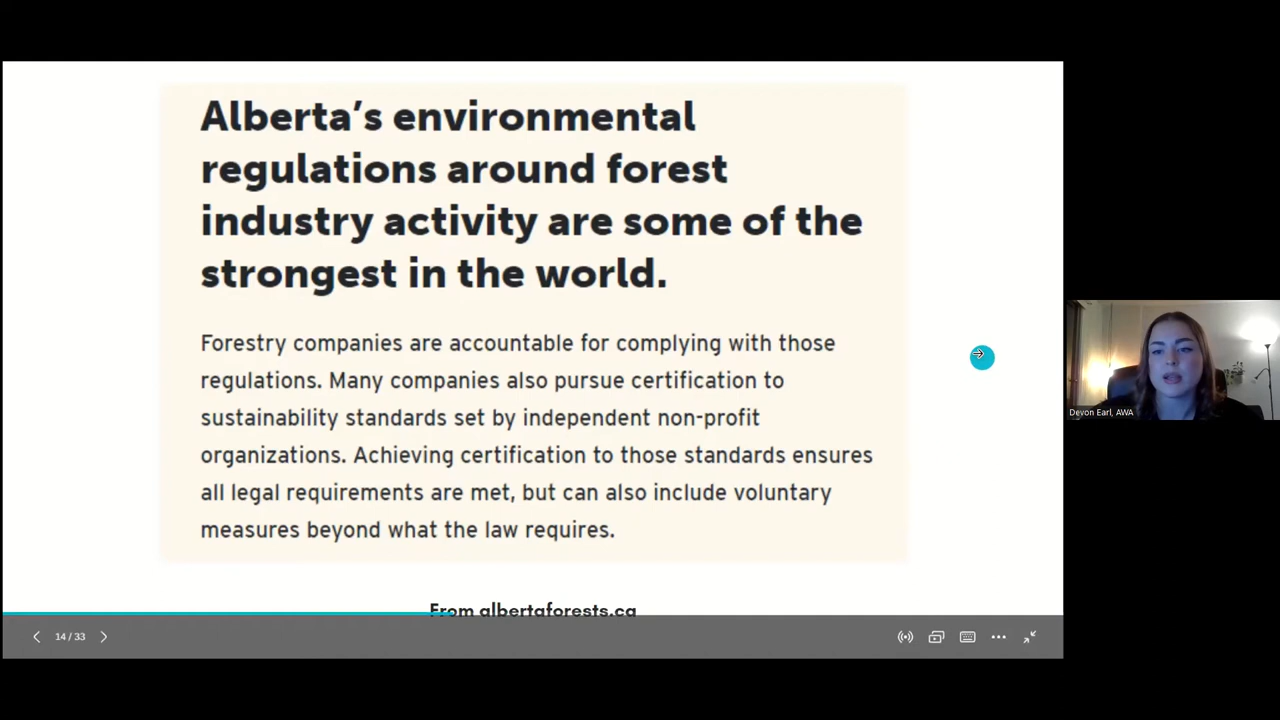 Alberta's environmental
regulations around forest
industry activity are some of the
strongest in the world.
Forestry companies are accountable for complying with those
regulations. Many companies also pursue certification to
sustainability standards set by independent non-profit
organizations. Achieving certification to those standards ensures
all legal requirements are met, but can also include voluntary
measures beyond what the law requires.
From albertaforests.ca
14 / 33
Devon Earl, AWA